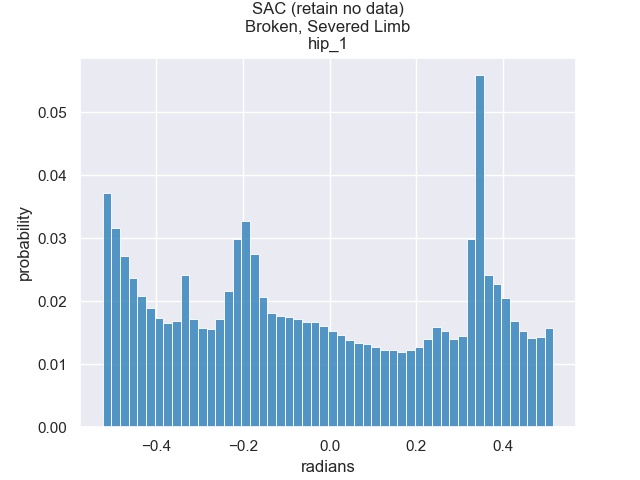 SAC (retain no data)
Broken, Severed Limb
hip_1
0.05
0.04
0.03
0.02
0.01
0.00
probability
−0.4 −0.2 0.0 0.2 0.4
radians